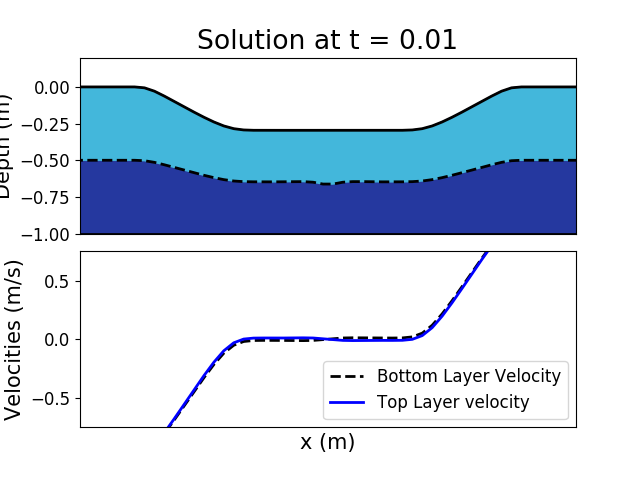 Solution at t = 0.01
Depth (m)
0.00
−0.25
−0.50
−0.75
−1.00
Velocities (m/s)
0.5
0.0
−0.5
Bottom Layer Velocity
Top Layer velocity
x (m)